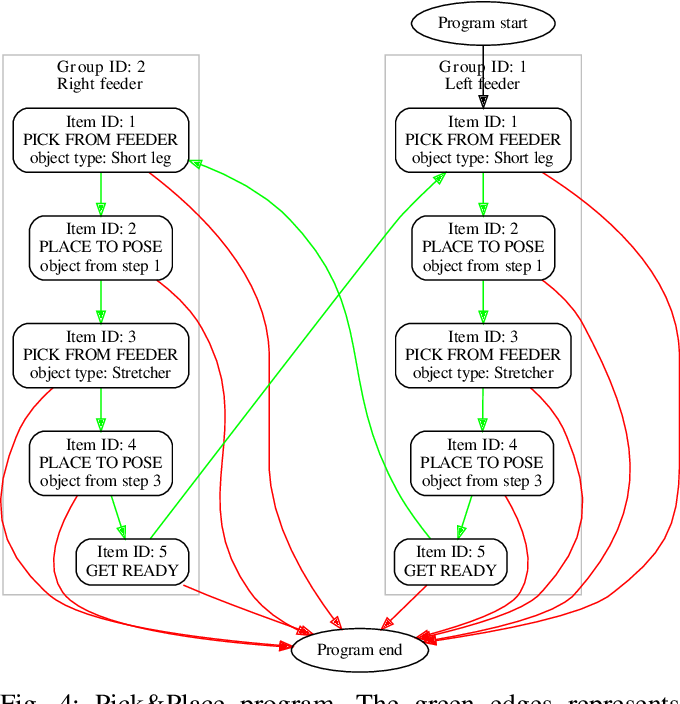 Program start
Group ID: 2
Right feeder
Item ID: 1
PICK FROM FEEDER
object type: Short leg
Item ID: 2
PLACE TO POSE
object from step 1
Item ID: 3
PICK FROM FEEDER
object type: Stretcher
Item ID: 4
PLACE TO POSE
object from step 3
Item ID: 5
GET READY
Group ID: 1
Left feeder
Item ID: 1
PICK FROM FEEDER
object type: Short leg
Item ID: 2
PLACE TO POSE
object from step 1
Item ID: 3
PICK FROM FEEDER
object type: Stretcher
Item ID: 4
PLACE TO POSE
object from step 3
Item ID: 5
GET READY
Program end
Fig. 4: Pick&Place program. The green edges represents